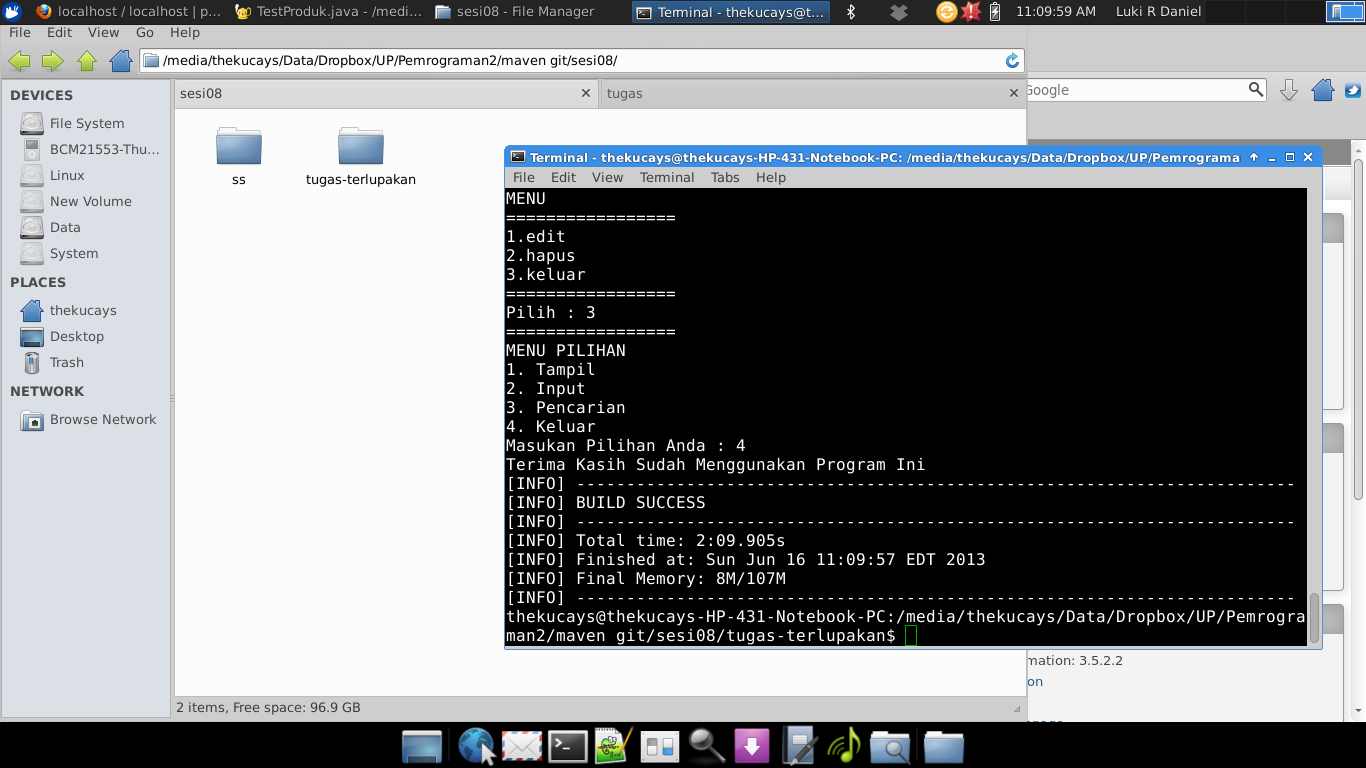 localhost / localhost | p...
TestProduk.java - /medi...
sesi08 - File Manager
Terminal - thekucays@t...
11:09:59 AM
Luki R Daniel
File Edit View Go Help
/media/thekucays/Data/Dropbox/UP/Pemrograman2/maven git/sesi08/
Google
DEVICES
File System
BCM21553-Thu...
Linux
New Volume
Data
System
PLACES
thekucays
Desktop
Trash
NETWORK
Browse Network
sesi08
tugas
ss
tugas-terlupakan
2 items, Free space: 96.9 GB
Terminal - thekucays@thekucays-HP-431-Notebook-PC: /media/thekucays/Data/Dropbox/UP/Pemrograma
File Edit View Terminal Tabs Help
MENU
=================
1.edit
2.hapus
3.keluar
=================
Pilih : 3
=================
MENU PILIHAN
1. Tampil
2. Input
3. Pencarian
4. Keluar
Masukan Pilihan Anda : 4
Terima Kasih Sudah Menggunakan Program Ini
[INFO] ------------------------------------------------------------------------
[INFO] BUILD SUCCESS
[INFO] ------------------------------------------------------------------------
[INFO] Total time: 2:09.905s
[INFO] Finished at: Sun Jun 16 11:09:57 EDT 2013
[INFO] Final Memory: 8M/107M
[INFO] ------------------------------------------------------------------------
thekucays@thekucays-HP-431-Notebook-PC:/media/thekucays/Data/Dropbox/UP/Pemrogra
man2/maven git/sesi08/tugas-terlupakan$
mation: 3.5.2.2
on